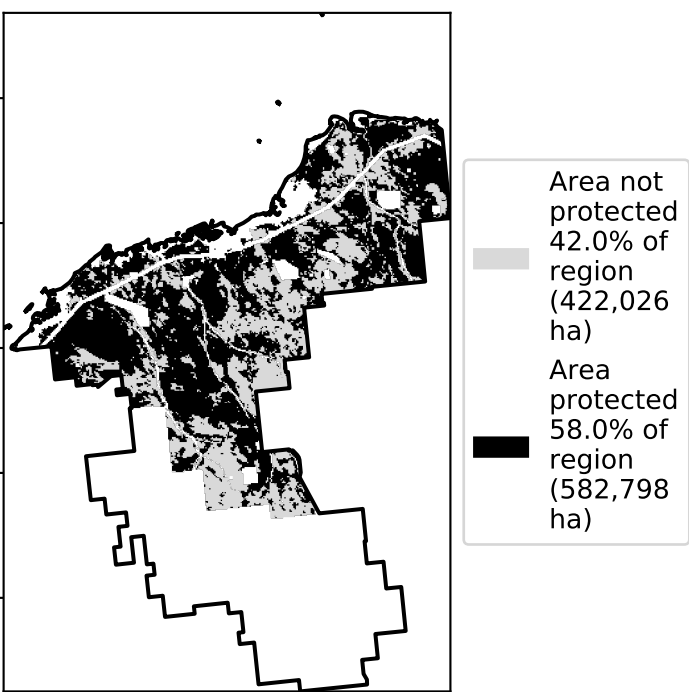 Area not
protected
42.0% of
region
(422,026
ha)
Area
protected
58.0% of
region
(582,798
ha)